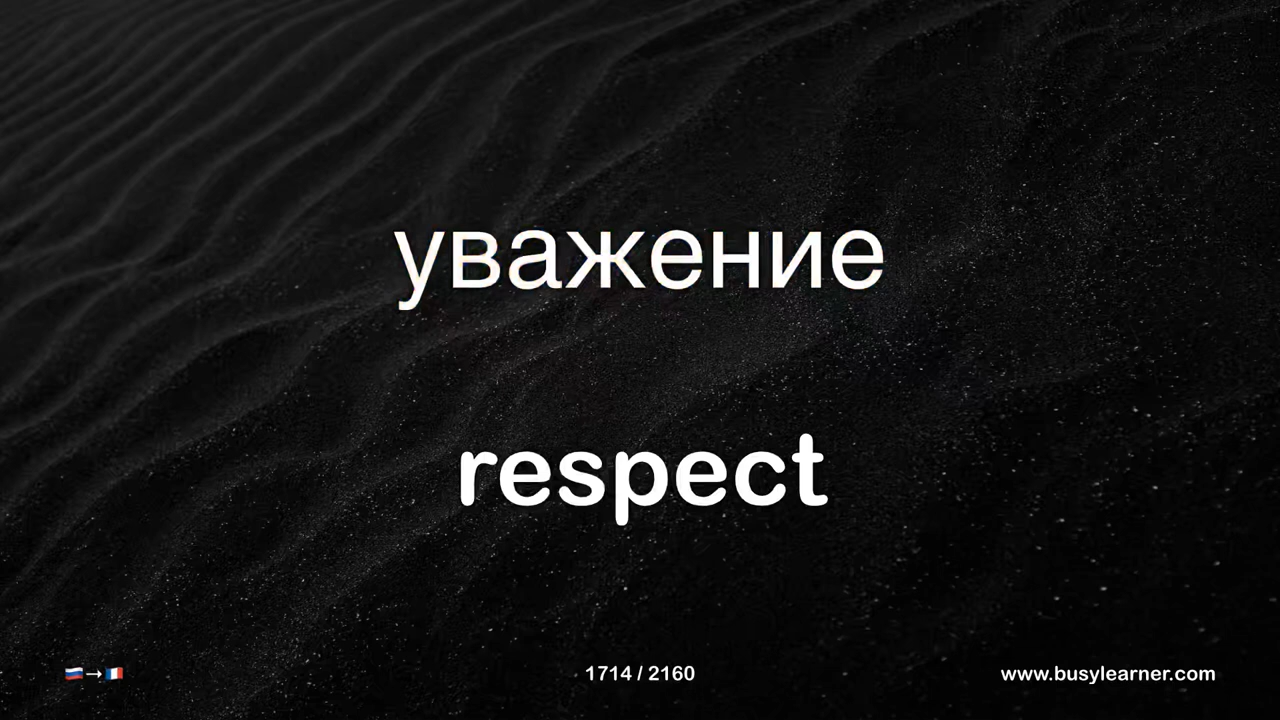 уважение
respect
🇷🇺→🇫🇷
1714 / 2160
www.busylearner.com